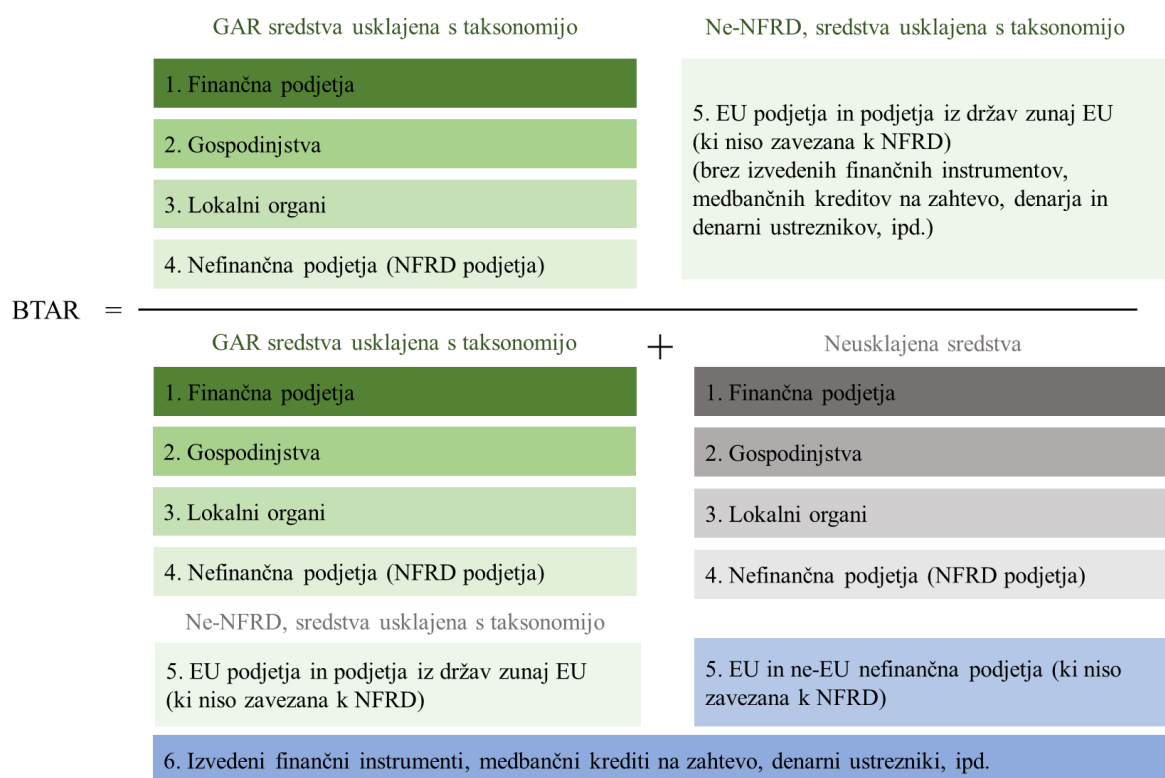 GAR sredstva usklajena s taksonomijo
1. Finančna podjetja
2. Gospodinjstva
3. Lokalni organi
4. Nefinančna podjetja (NFRD podjetja)
Ne-NFRD, sredstva usklajena s taksonomijo
5. EU podjetja in podjetja iz držav zunaj EU
(ki niso zavezana k NFRD)
(brez izvedenih finančnih instrumentov,
medbančnih kreditov na zahtevo, denarja in
denarni ustreznikov, ipd.)
BTAR =
GAR sredstva usklajena s taksonomijo
1. Finančna podjetja
2. Gospodinjstva
3. Lokalni organi
4. Nefinančna podjetja (NFRD podjetja)
Ne-NFRD, sredstva usklajena s taksonomijo
5. EU podjetja in podjetja iz držav zunaj EU
(ki niso zavezana k NFRD)
+
Neusklajena sredstva
1. Finančna podjetja
2. Gospodinjstva
3. Lokalni organi
4. Nefinančna podjetja (NFRD podjetja)
5. EU in ne-EU nefinančna podjetja (ki niso
zavezana k NFRD)
6. Izvedeni finančni instrumenti, medbančni krediti na zahtevo, denarni ustrezniki, ipd.